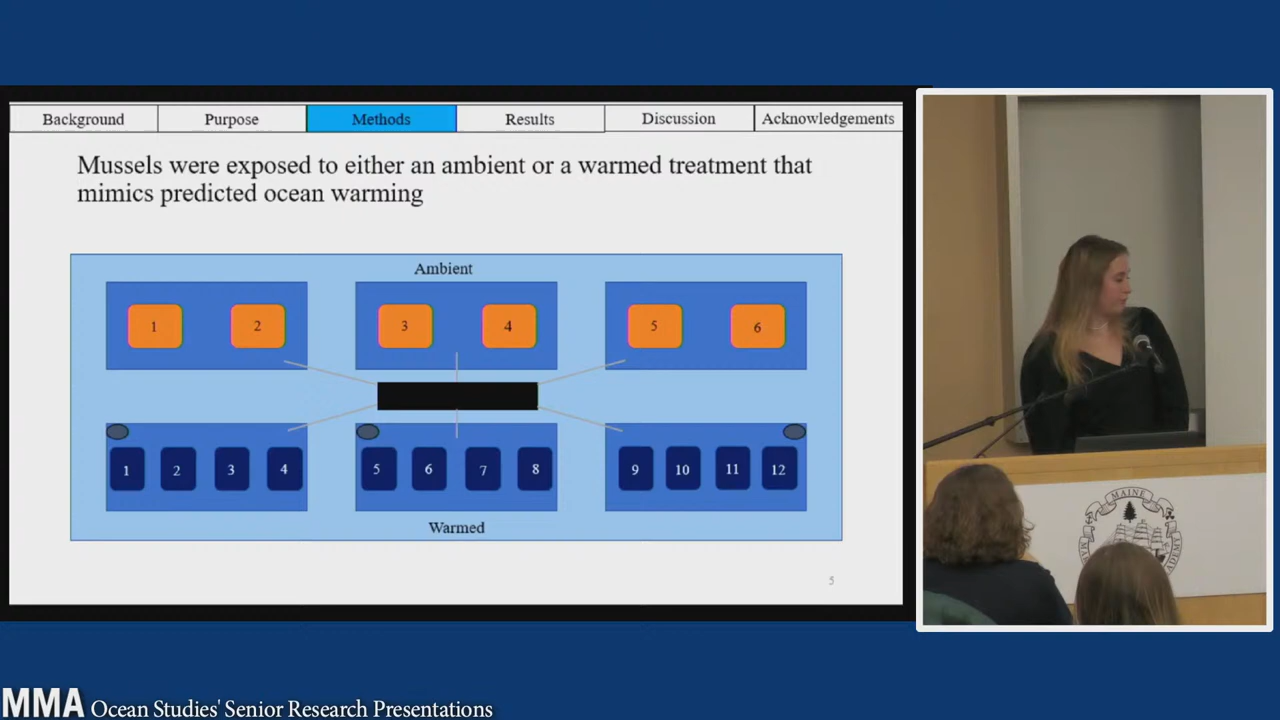 Background Purpose Methods Results Discussion Acknowledgements
Mussels were exposed to either an ambient or a warmed treatment that
mimics predicted ocean warming
Ambient
1 2 3 4 5 6
1 2 3 4 5 6 7 8 9 10 11 12
Warmed
5
MAINE
MMA Ocean Studies' Senior Research Presentations